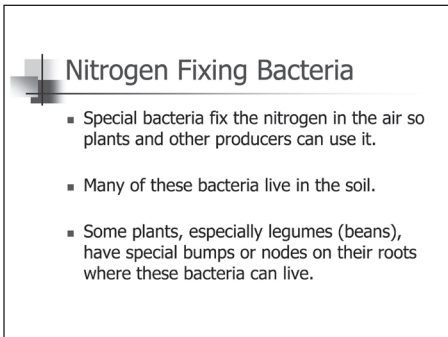 Nitrogen Fixing Bacteria
Special bacteria fix the nitrogen in the air so
plants and other producers can use it.
Many of these bacteria live in the soil.
Some plants, especially legumes (beans),
have special bumps or nodes on their roots
where these bacteria can live.